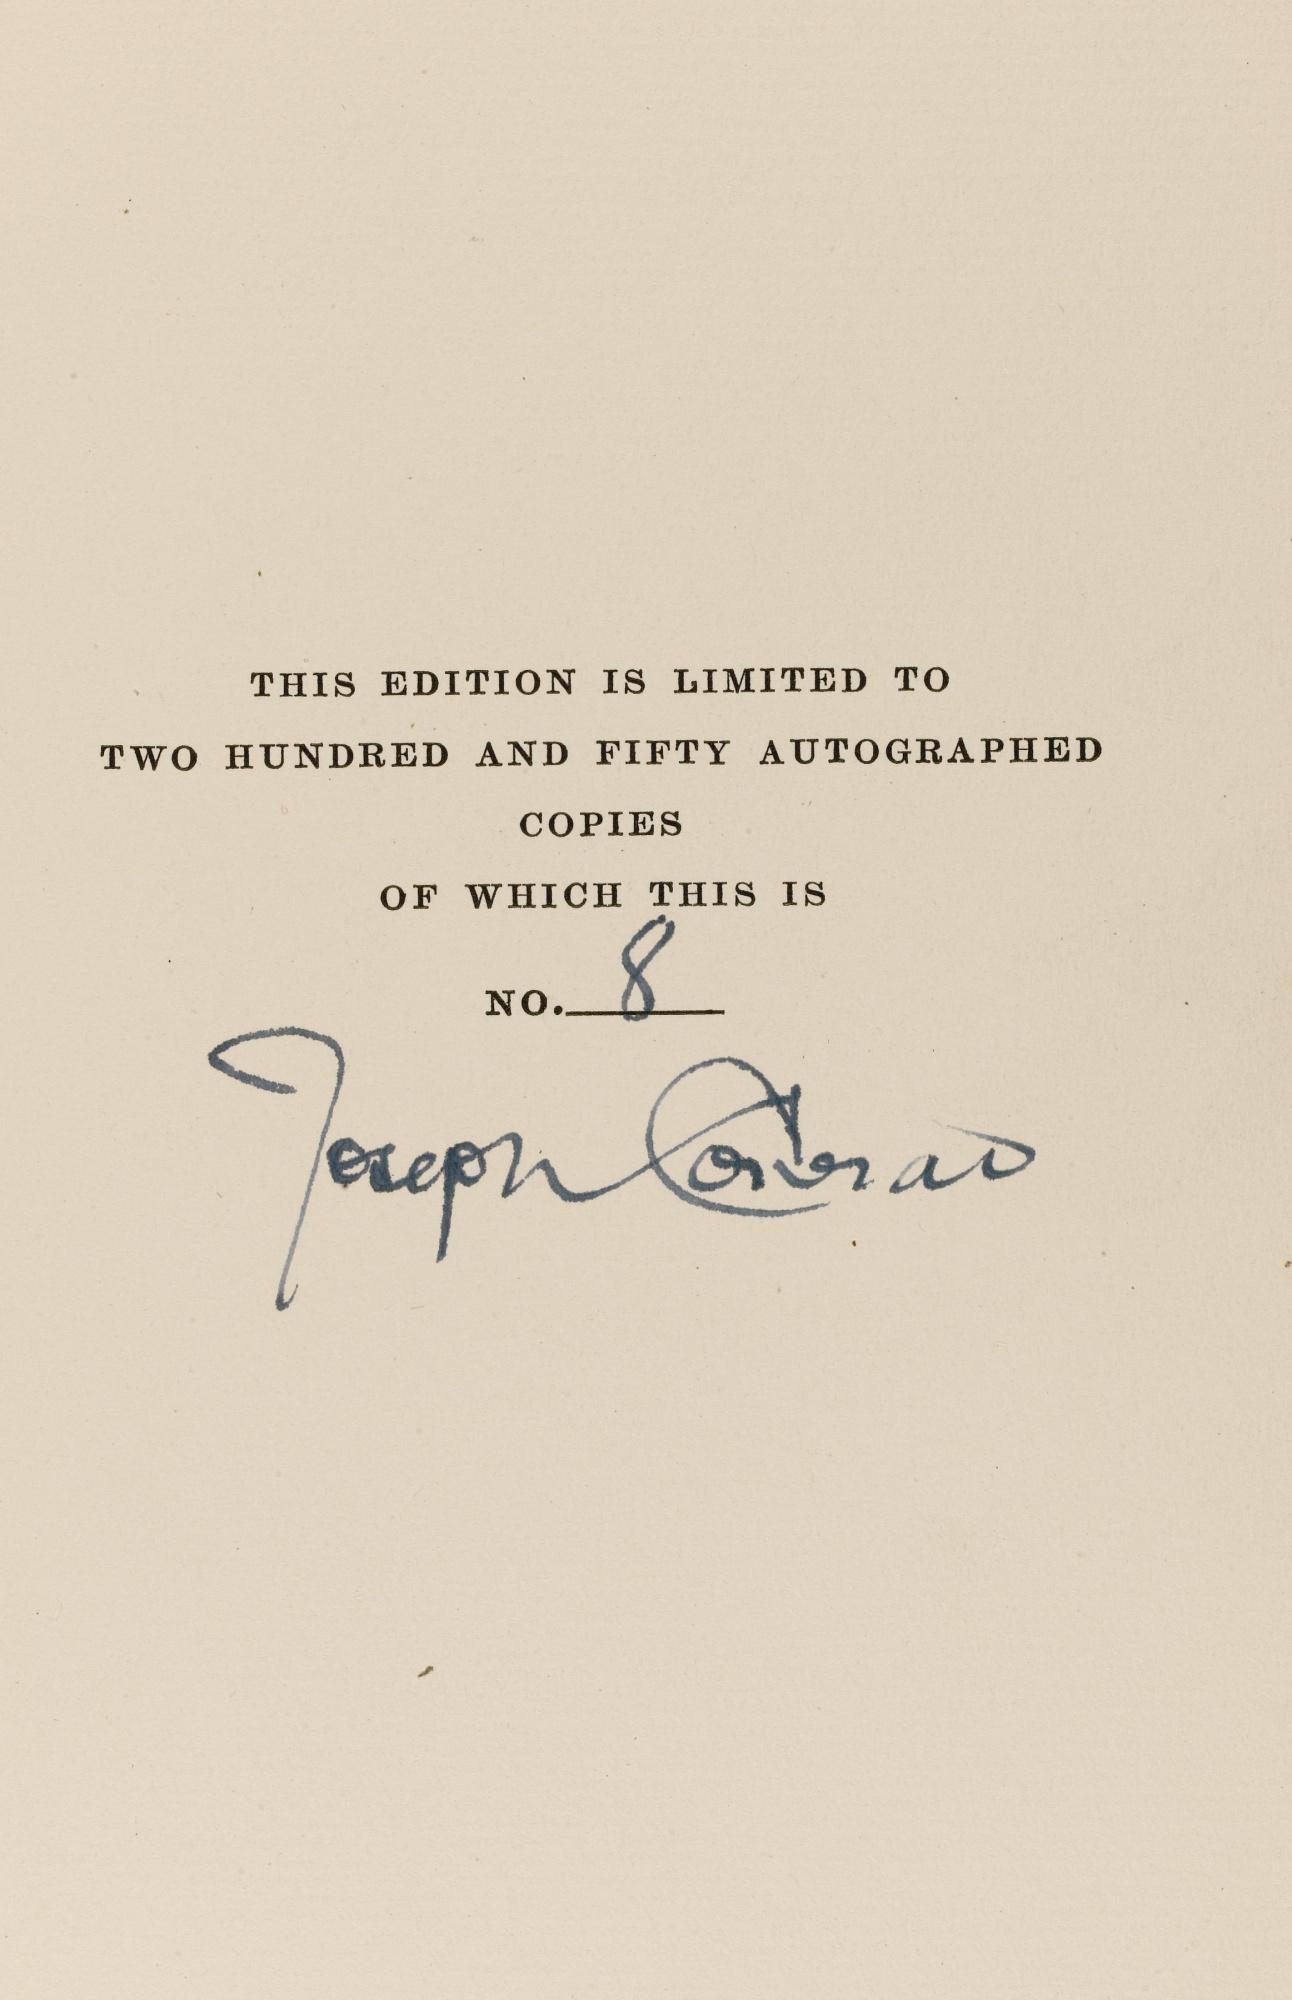 THIS EDITION IS LIMITED TO
TWO HUNDRED AND FIFTY AUTOGRAPHED
COPIES
OF WHICH THIS IS
NO. 8
Joseph Conrad